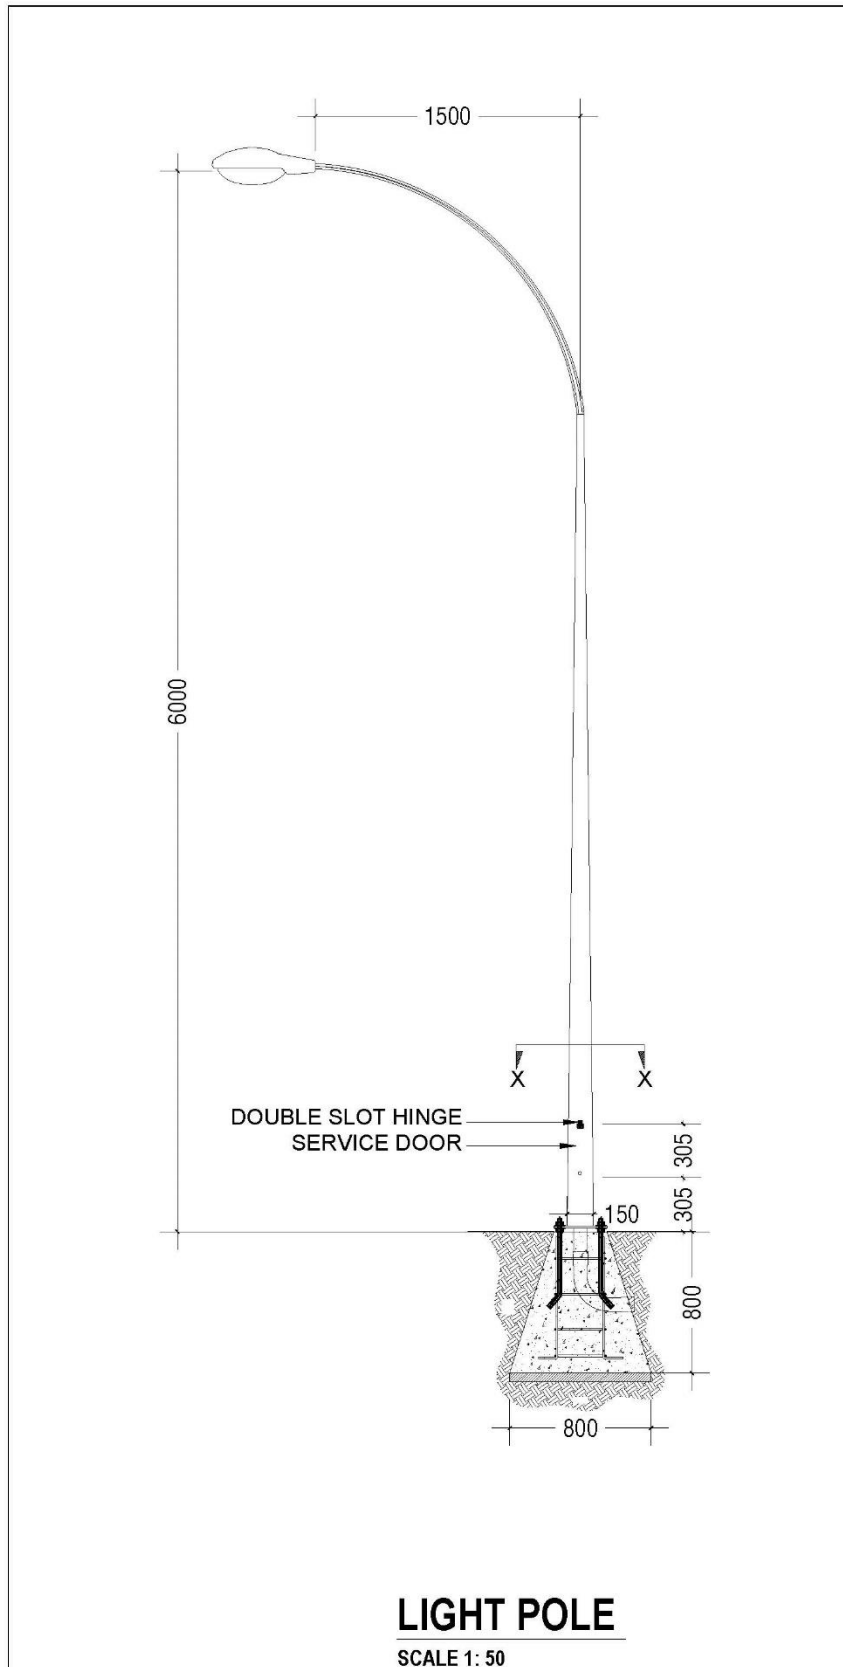 1500
6000
X X
DOUBLE SLOT HINGE
SERVICE DOOR
305
305
150
800
800
LIGHT POLE
SCALE 1: 50